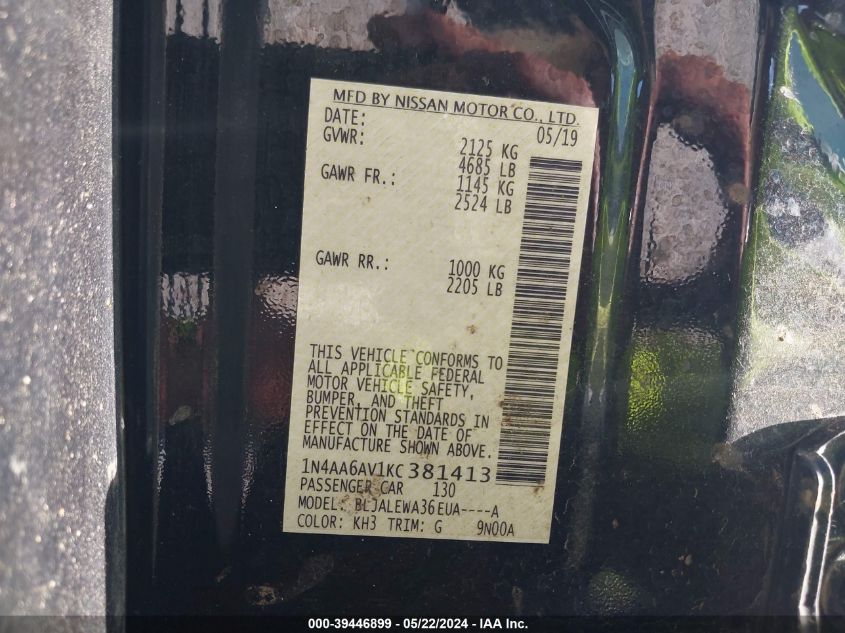 MFD BY NISSAN MOTOR CO., LTD.
DATE: 05/19
GVWR: 2125 KG
4685 LB
GAWR FR.: 1145 KG
2524 LB
GAWR RR.: 1000 KG
2205 LB
THIS VEHICLE CONFORMS TO
ALL APPLICABLE FEDERAL
MOTOR VEHICLE SAFETY,
BUMPER, AND THEFT
PREVENTION STANDARDS IN
EFFECT ON THE DATE OF
MANUFACTURE SHOWN ABOVE.
1N4AA6AV1KC381413
PASSENGER CAR 130
MODEL: BLJALEWA36EUA----A
COLOR: KH3 TRIM: G 9N00A
000-39446899 - 05/22/2024 - IAA Inc.